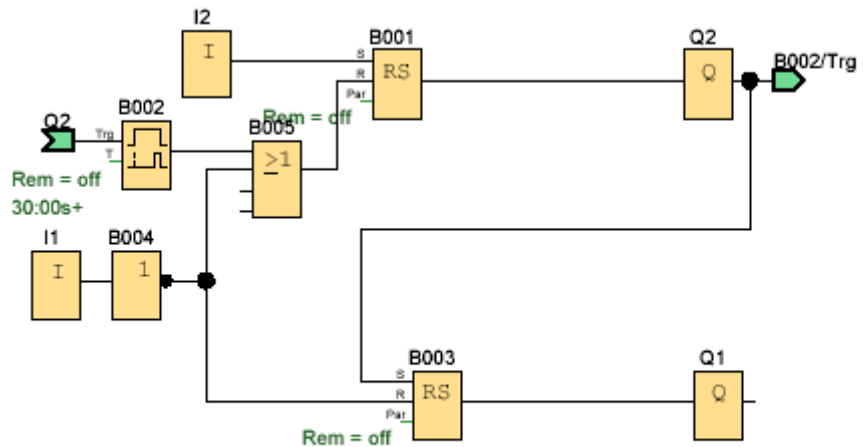 I2
I
B001
S
R
RS
Par
Rem = off
Q2
Q
B002/Trg
Q2
B002
Trg
T
Rem = off
30:00s+
B005
≥1
I1
I
B004
1
B003
S
R
RS
Par
Rem = off
Q1
Q